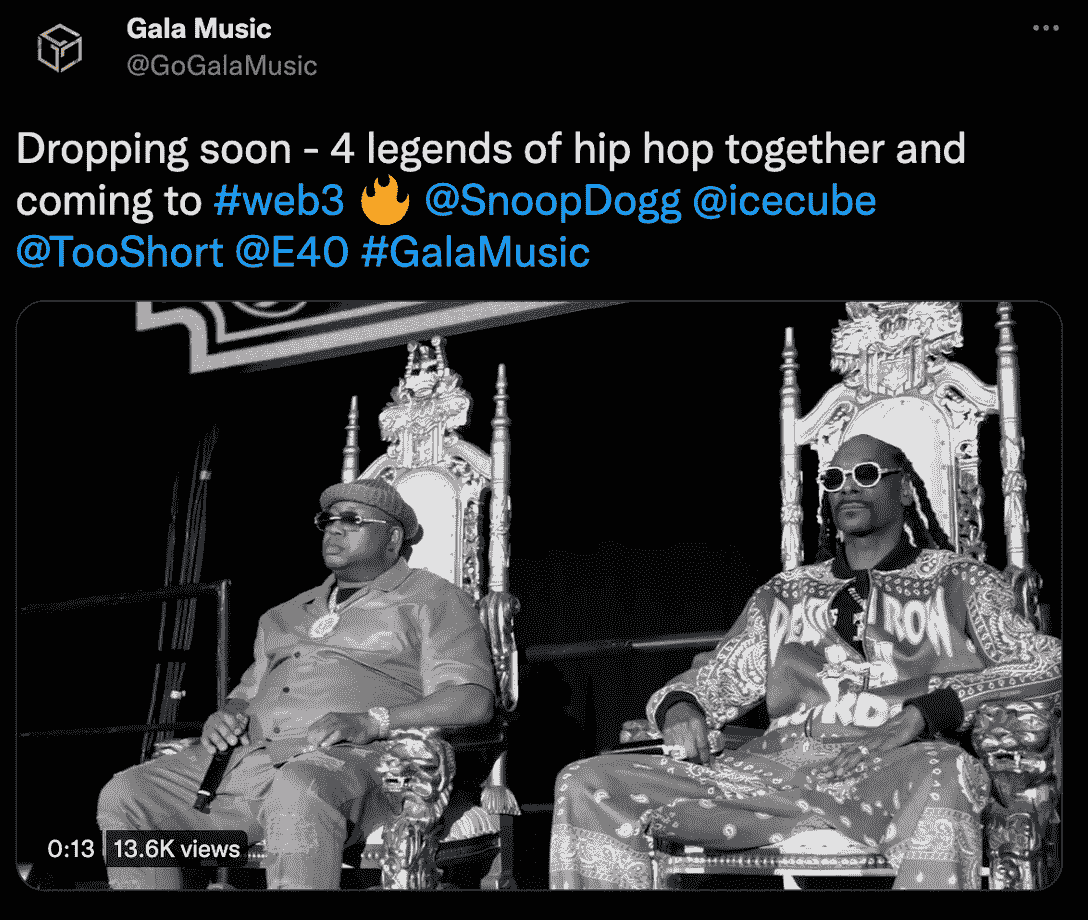 Gala Music
@GoGalaMusic
Dropping soon - 4 legends of hip hop together and
coming to #web3 🔥 @SnoopDogg @icecube
@TooShort @E40 #GalaMusic
ROW
0:13 13.6K views